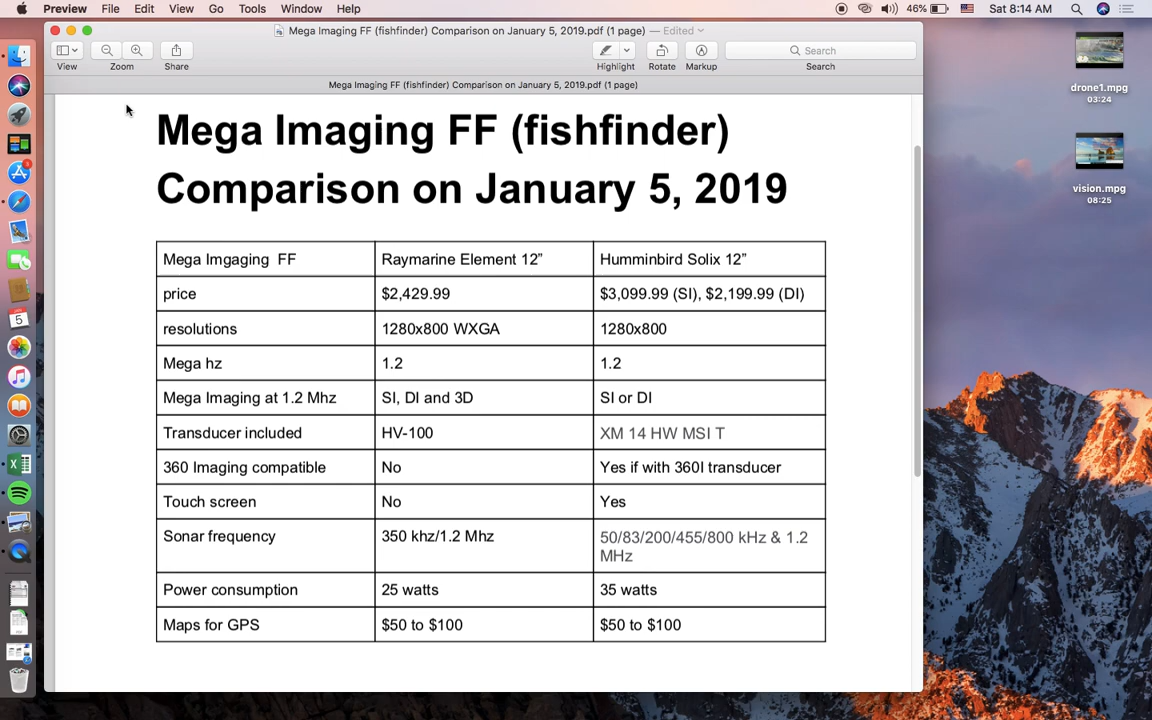 Preview File Edit View Go Tools Window Help 46% Sat 8:14 AM
Mega Imaging FF (fishfinder) Comparison on January 5, 2019.pdf (1 page) — Edited
View Zoom Share Highlight Rotate Markup Search
Search
Mega Imaging FF (fishfinder) Comparison on January 5, 2019.pdf (1 page)
Mega Imaging FF (fishfinder)
Comparison on January 5, 2019
Mega Imgaging FF Raymarine Element 12” Humminbird Solix 12”
price $2,429.99 $3,099.99 (SI), $2,199.99 (DI)
resolutions 1280x800 WXGA 1280x800
Mega hz 1.2 1.2
Mega Imaging at 1.2 Mhz SI, DI and 3D SI or DI
Transducer included HV-100 XM 14 HW MSI T
360 Imaging compatible No Yes if with 360I transducer
Touch screen No Yes
Sonar frequency 350 khz/1.2 Mhz 50/83/200/455/800 kHz & 1.2
MHz
Power consumption 25 watts 35 watts
Maps for GPS $50 to $100 $50 to $100
drone1.mpg
03:24
vision.mpg
08:25
5